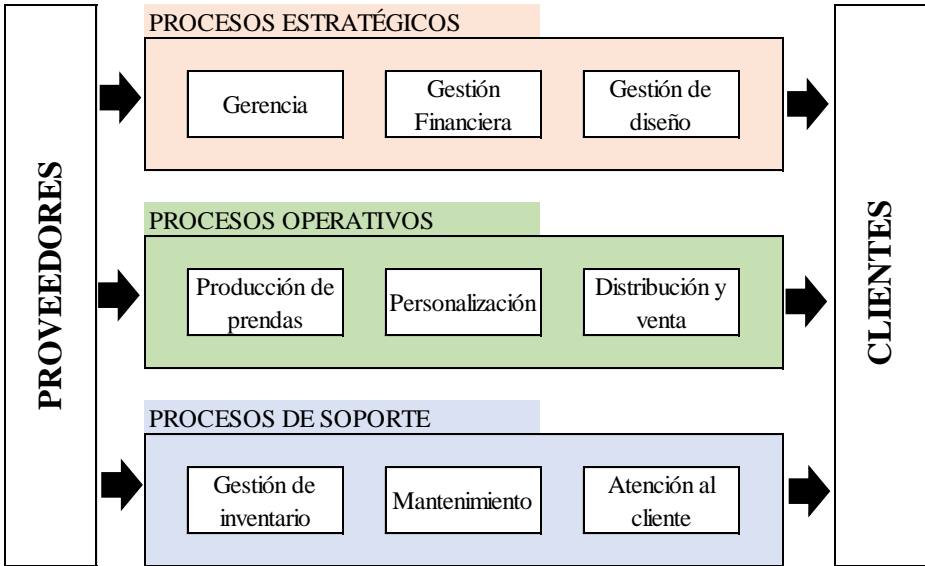 PROVEEDORES
PROCESOS ESTRATÉGICOS
Gerencia
Gestión
Financiera
Gestión de
diseño
PROCESOS OPERATIVOS
Producción de
prendas
Personalización
Distribución y
venta
PROCESOS DE SOPORTE
Gestión de
inventario
Mantenimiento
Atención al
cliente
CLIENTES